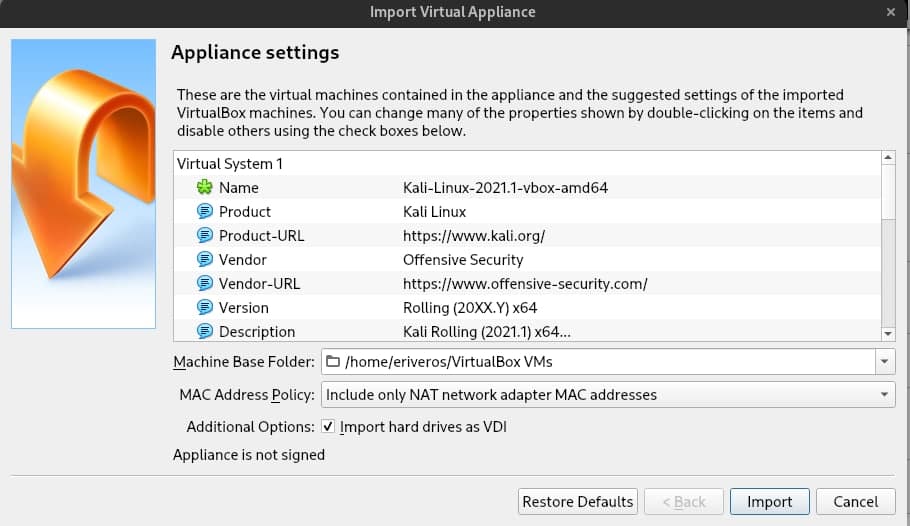 Import Virtual Appliance
Appliance settings
These are the virtual machines contained in the appliance and the suggested settings of the imported
VirtualBox machines. You can change many of the properties shown by double-clicking on the items and
disable others using the check boxes below.
Virtual System 1
Name Kali-Linux-2021.1-vbox-amd64
Product Kali Linux
Product-URL https://www.kali.org/
Vendor Offensive Security
Vendor-URL https://www.offensive-security.com/
Version Rolling (20XX.Y) x64
Description Kali Rolling (2021.1) x64...
Machine Base Folder: /home/eriveros/VirtualBox VMs
MAC Address Policy: Include only NAT network adapter MAC addresses
Additional Options: Import hard drives as VDI
Appliance is not signed
Restore Defaults < Back Import Cancel